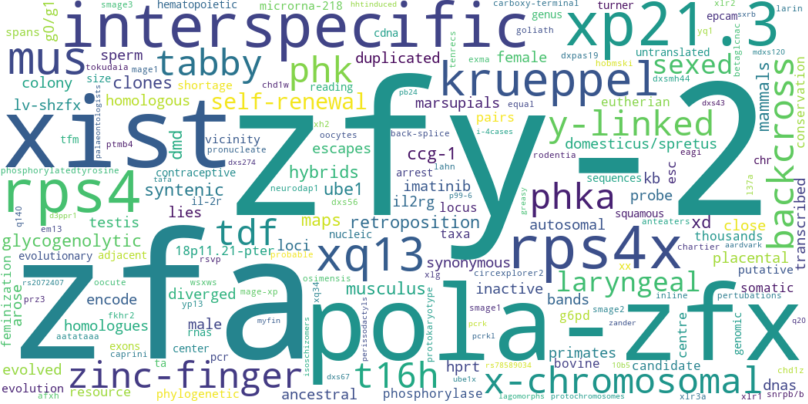 smage3 hematopoietic microrna-218 carboxy-terminal turner hhtinduced larin
spans g0/g1 interspecific cdna genus epcam sxrb xlr2
xp21.3 goliath yq1
mus tabby sperm duplicated tenrecs exma hobmski untranslated mdxs120
tokudaia mage1 phk chd1w reading female dxpas19 betaglcnac
colony size clones krueppel sexed mammals
lv-shzfx homologous shortage self-renewal marsupials equal dxsmh44 eutherian dxs43 conservation
palaeontologists pb24 pairs y-linked backcross
xist zfy-2
tfm dmd vicinity xh2 oocytes back-splice i-4cases domesticus/spretus
ptmb4 pronucleate escapes ccg-1 arrest lahn rodentia eagi chr
phosphorylatedtyrosine contraceptive dxs274 hybrids ube1 imatinib p99-6 sequences kb esc
rps4 tafa il-2r neurodap1 dxs56 il2rg locus greasy phka probe l37a
syntenic maps retroposition taxa squamous anteaters transcribed
q140 d3ppr1 testis lies nucleic autosomal xd chartier close aardvark
em13 tdf loci xq13 rps4x thousands
glycogenolytic 18p11.21-pter probable synonymous xx placental
evolutionary adjacent rsvp osimensis xlg circexplorer2 laryngeal putative
feminization rs2072407 oocute wsxws xq34 musculus inactive bands inline pertubations somatic
arose prz3 encode diverged mage-xp perissodactyls protokaryotype smage1 g6pd smage2 centre genomic
zfa pola-zfx
fkhr2 yp13 rnas male isoschizomers pcrk zander primates q20
homologues aatataaa center myfin pcrkl hprt bovine candidate 10b5 chd1z
exons caprini ta pcr t16h rs78589034 x-chromosomal dnas
evolved zinc-finger dxs67 ube1x
evolution afxh resource phylogenetic ancestral phosphorylase lagomorphs protochromosomes xlr3a xlr1 snrpb/b